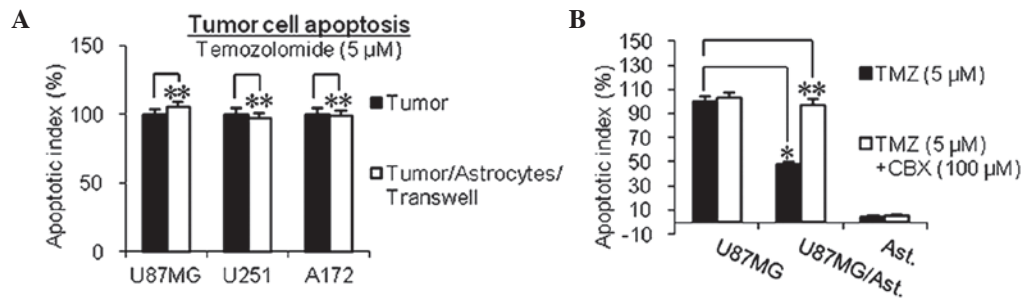 A
Tumor cell apoptosis
Temozolomide (5 µM)
Apoptotic index (%)
150
100
50
0
** ** **
Tumor
Tumor/Astrocytes/
Transwell
U87MG U251 A172
B
Apoptotic index (%)
150
130
110
90
70
50
30
10
-10
**
*
TMZ (5 µM)
TMZ (5 µM)
+CBX (100 µM)
U87MG
U87MG/Ast.
Ast.